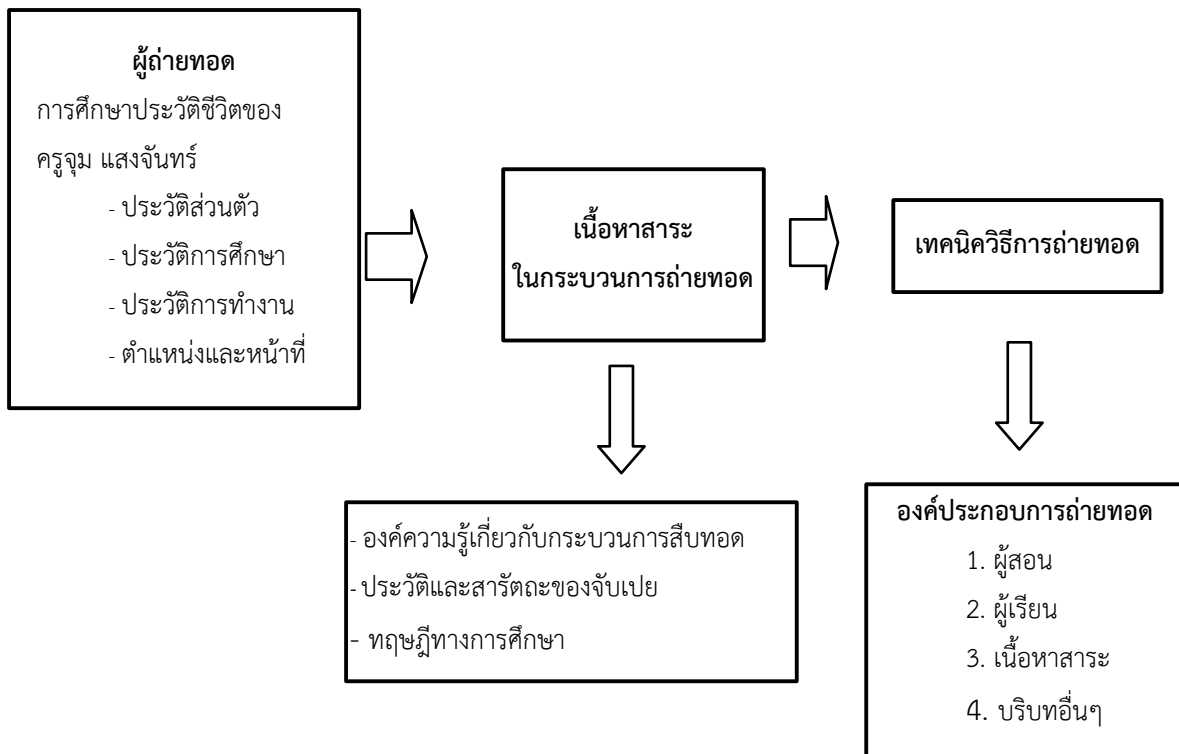 ผู้ถ่ายทอด
การศึกษาประวัติชีวิตของ
ครูจุม แสงจันทร์
- ประวัติส่วนตัว
- ประวัติการศึกษา
- ประวัติการทำงาน
- ตำแหน่งและหน้าที่
เนื้อหาสาระ
ในกระบวนการถ่ายทอด
เทคนิควิธีการถ่ายทอด
- องค์ความรู้เกี่ยวกับกระบวนการสืบทอด
- ประวัติและสารัตถะของจับเปย
- ทฤษฎีทางการศึกษา
องค์ประกอบการถ่ายทอด
1. ผู้สอน
2. ผู้เรียน
3. เนื้อหาสาระ
4. บริบทอื่นๆ